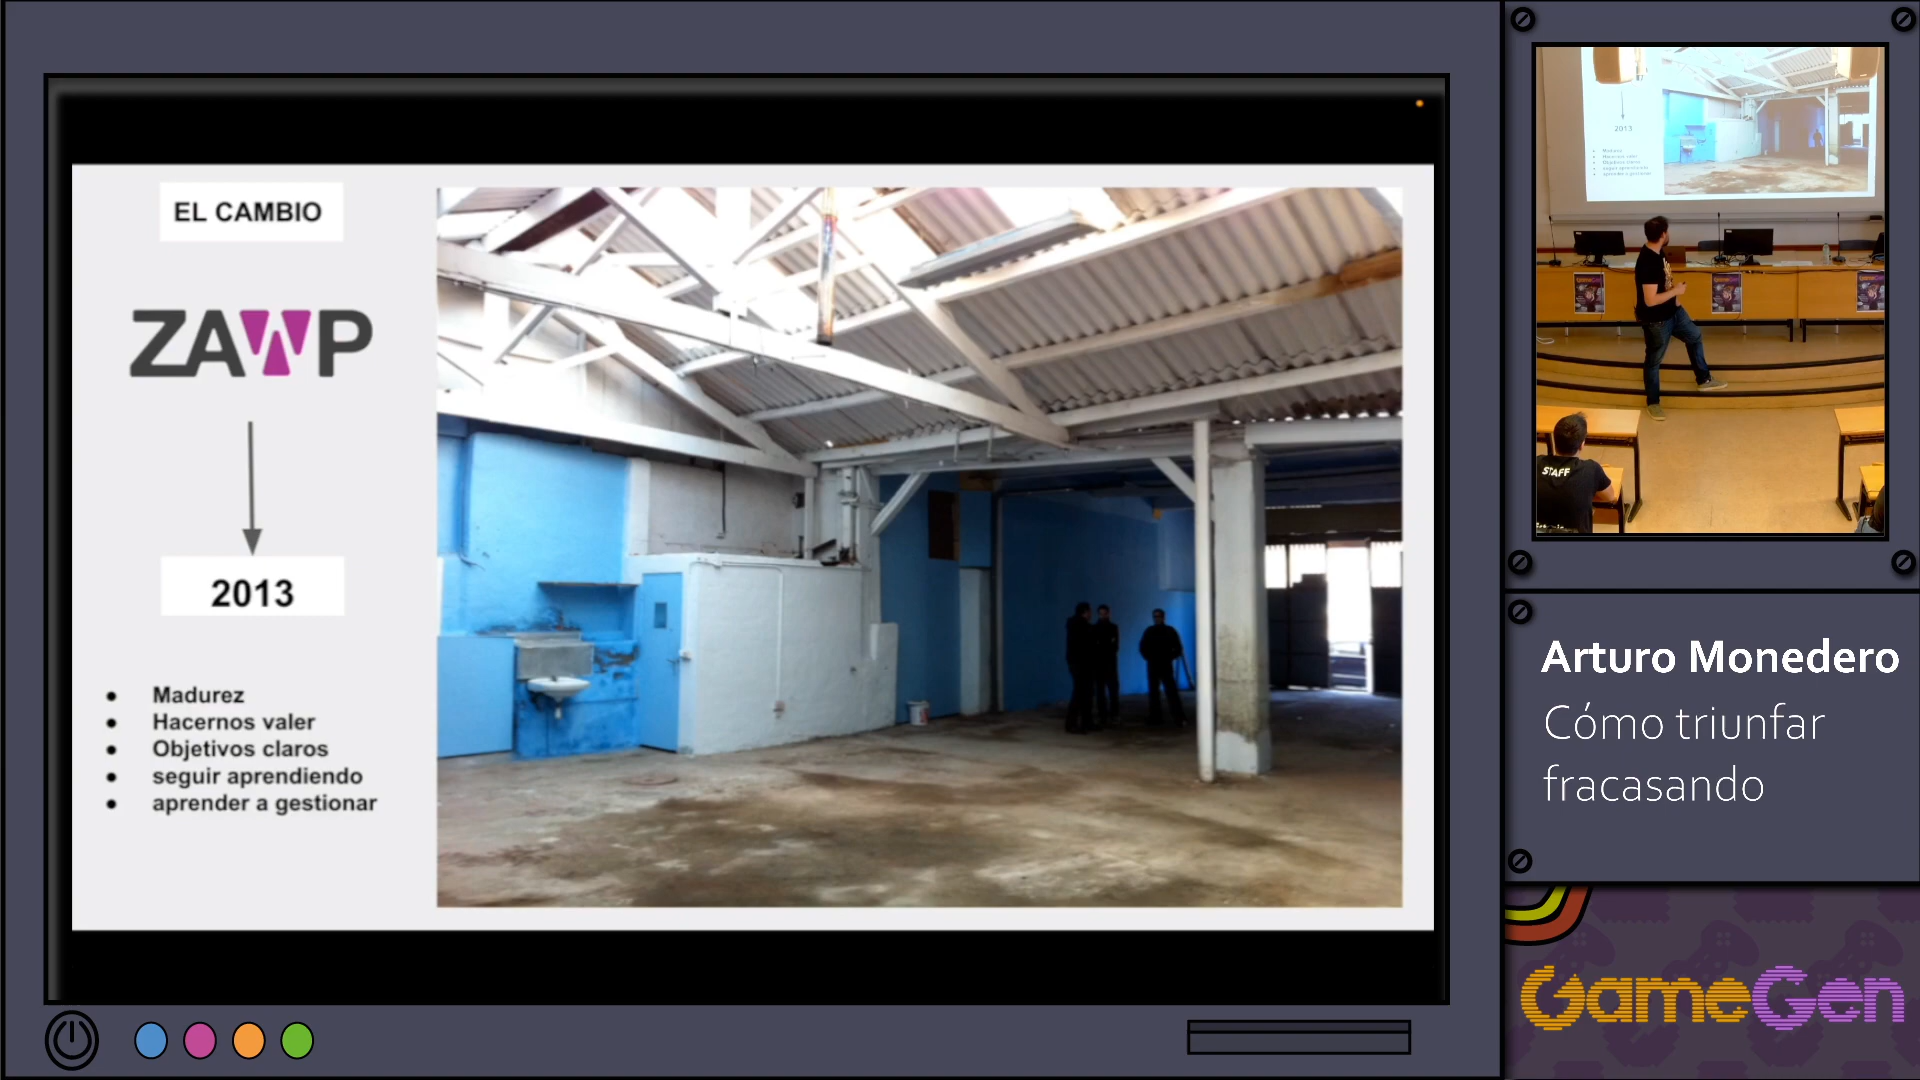 EL CAMBIO
ZAWP
2013
● Madurez
● Hacernos valer
● Objetivos claros
● seguir aprendiendo
● aprender a gestionar
2013
STAFF
Arturo Monedero
Cómo triunfar
fracasando
GameGen